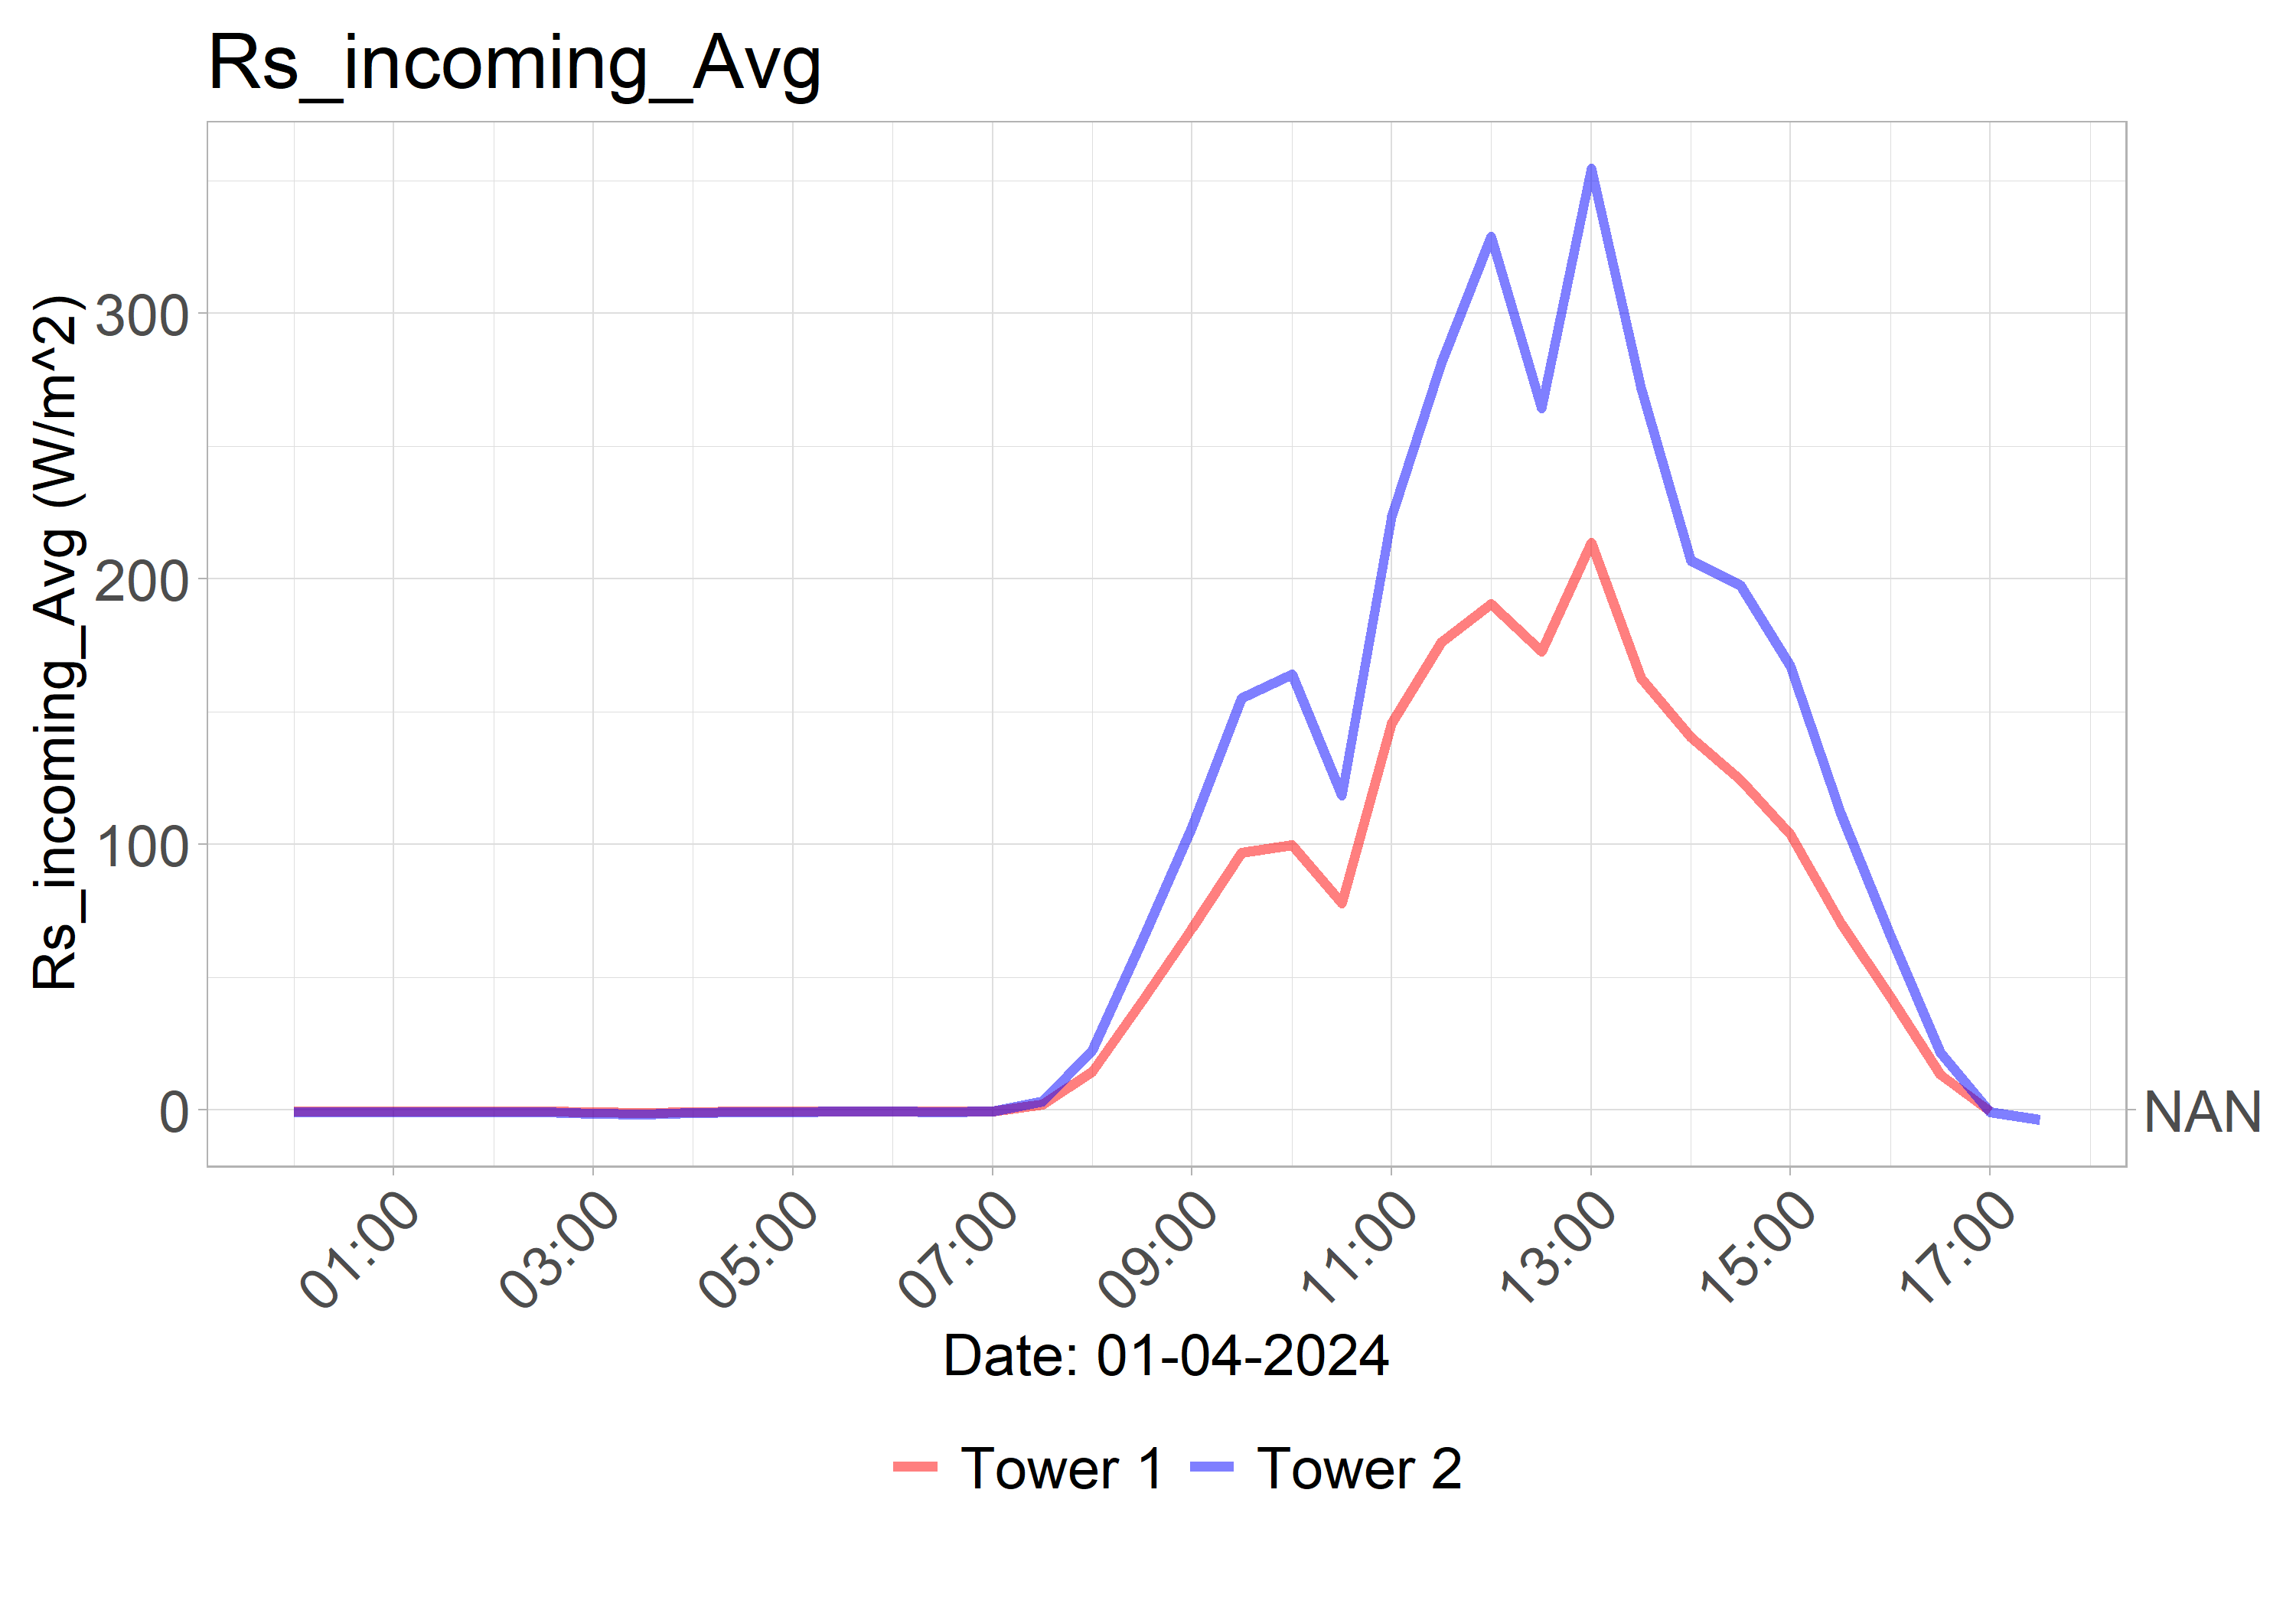 Rs_incoming_Avg
Rs_incoming_Avg (W/m^2)
300
200
100
0
NAN
01:00
03:00
05:00
07:00
09:00
11:00
13:00
15:00
17:00
Date: 01-04-2024
Tower 1
Tower 2